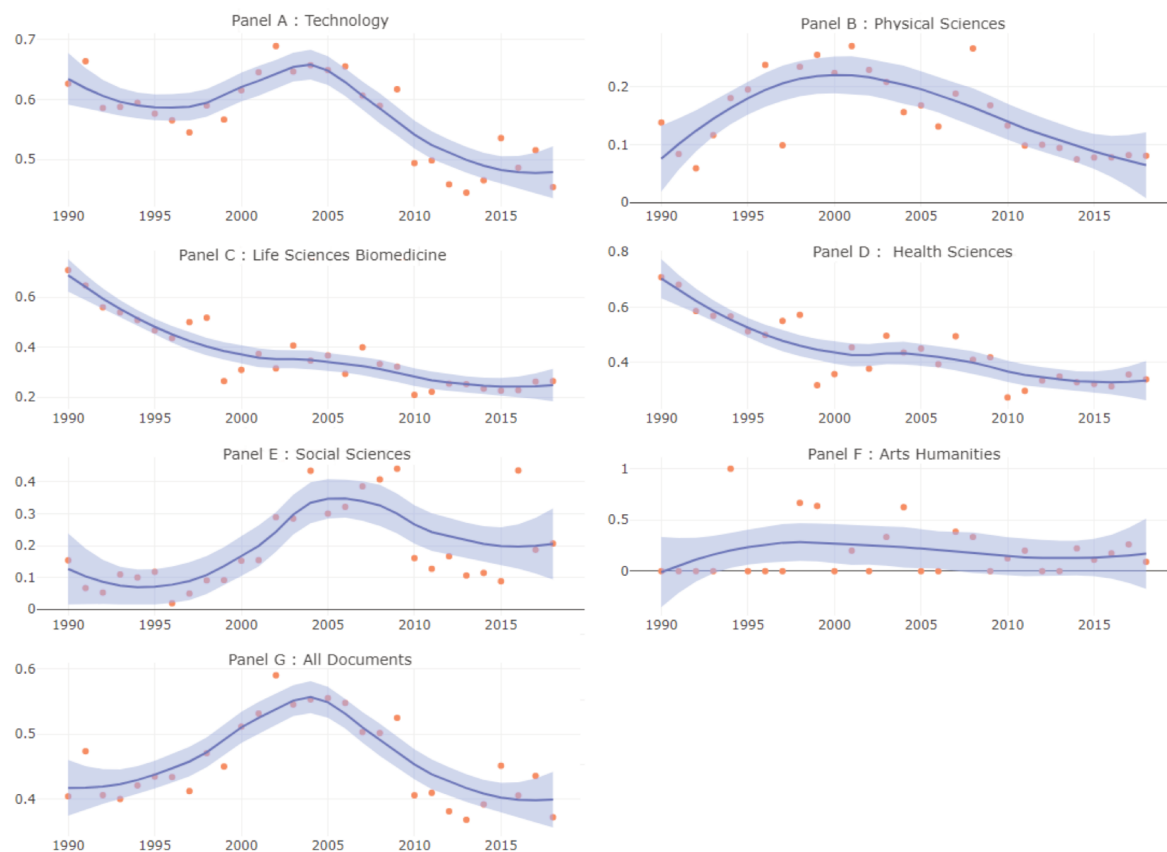 Panel A : Technology
0.7
0.6
0.5
1990 1995 2000 2005 2010 2015
Panel B : Physical Sciences
0.2
0.1
0
1990 1995 2000 2005 2010 2015
Panel C : Life Sciences Biomedicine
0.6
0.4
0.2
1990 1995 2000 2005 2010 2015
Panel D :  Health Sciences
0.8
0.6
0.4
1990 1995 2000 2005 2010 2015
Panel E : Social Sciences
0.4
0.3
0.2
0.1
0
1990 1995 2000 2005 2010 2015
Panel F : Arts Humanities
1
0.5
0
1990 1995 2000 2005 2010 2015
Panel G : All Documents
0.6
0.5
0.4
1990 1995 2000 2005 2010 2015